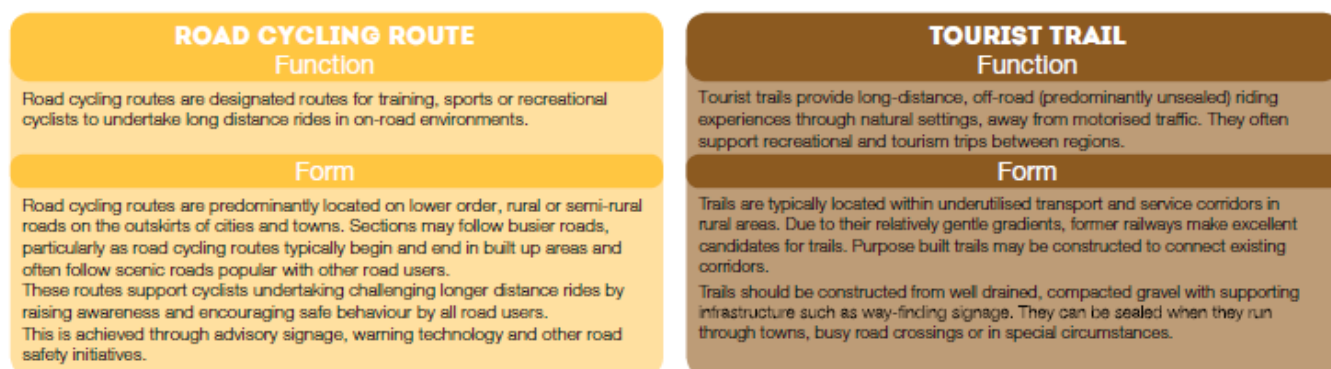 ROAD CYCLING ROUTE
Function
Road cycling routes are designated routes for training, sports or recreational
cyclists to undertake long distance rides in on-road environments.
Form
Road cycling routes are predominantly located on lower order, rural or semi-rural
roads on the outskirts of cities and towns. Sections may follow busier roads,
particularly as road cycling routes typically begin and end in built up areas and
often follow scenic roads popular with other road users.
These routes support cyclists undertaking challenging longer distance rides by
raising awareness and encouraging safe behaviour by all road users.
This is achieved through advisory signage, warning technology and other road
safety initiatives.
TOURIST TRAIL
Function
Tourist trails provide long-distance, off-road (predominantly unsealed) riding
experiences through natural settings, away from motorised traffic. They often
support recreational and tourism trips between regions.
Form
Trails are typically located within underutilised transport and service corridors in
rural areas. Due to their relatively gentle gradients, former railways make excellent
candidates for trails. Purpose built trails may be constructed to connect existing
corridors.
Trails should be constructed from well drained, compacted gravel with supporting
infrastructure such as way-finding signage. They can be sealed when they run
through towns, busy road crossings or in special circumstances.